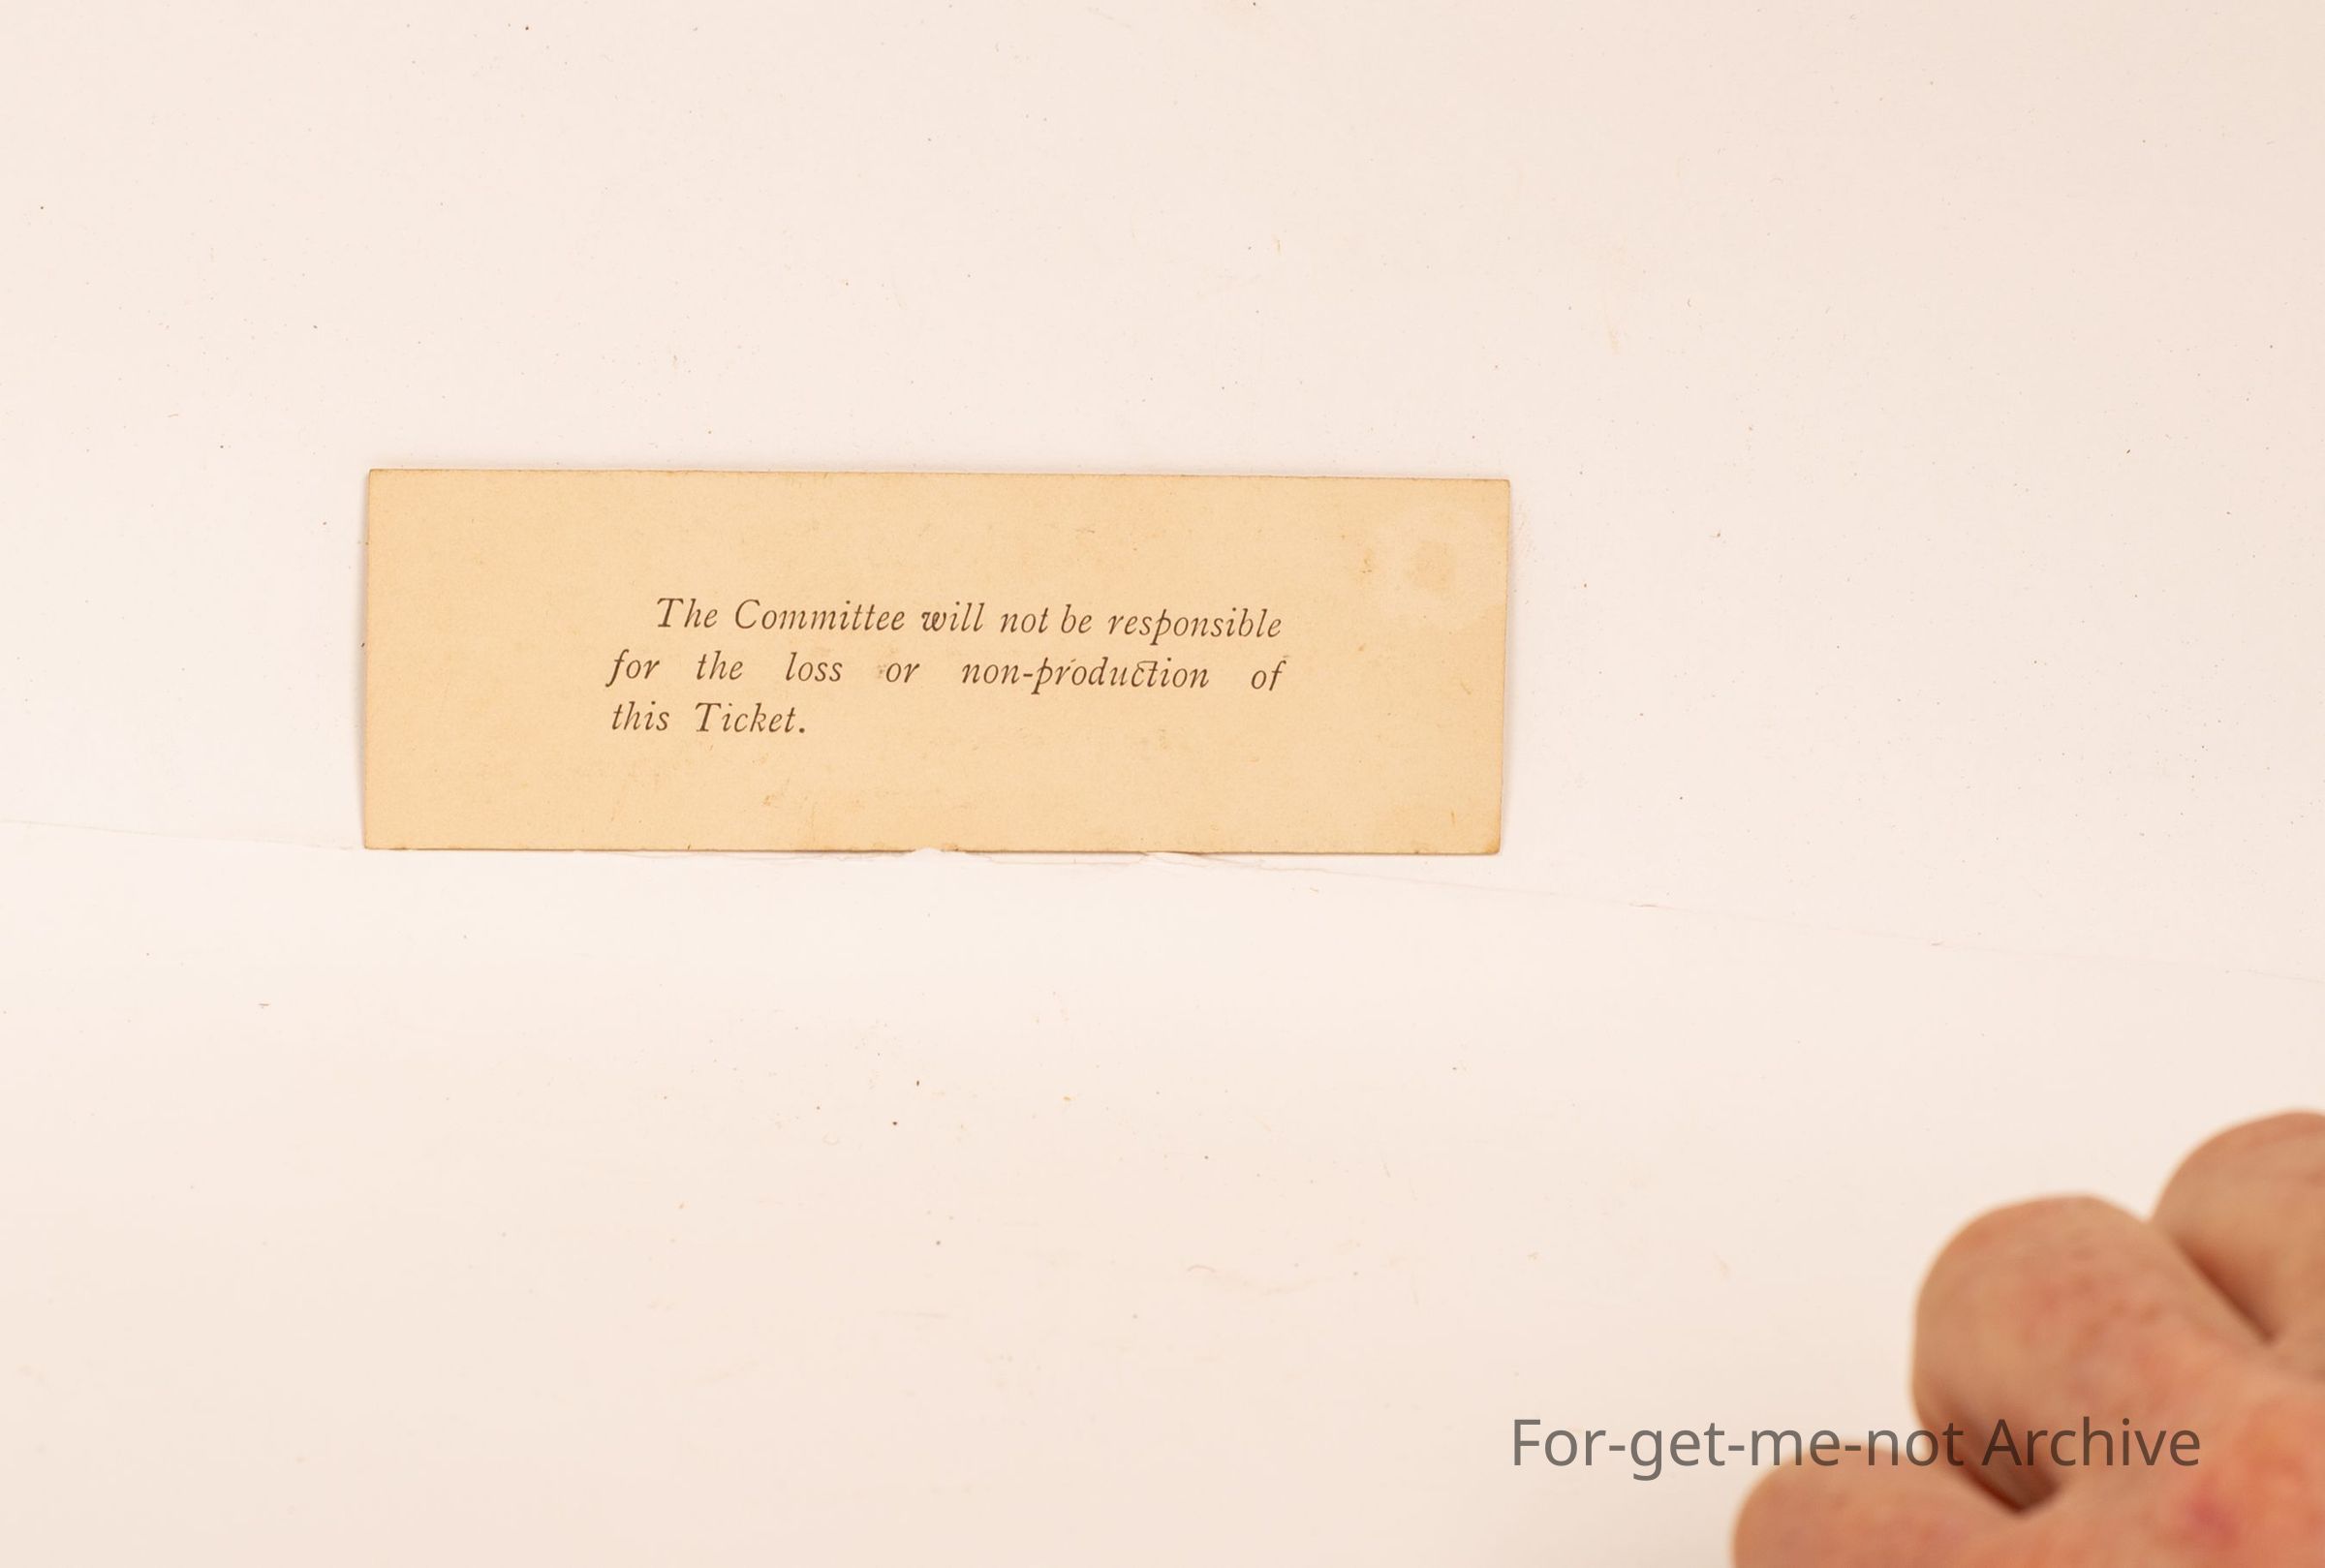 The Committee will not be responsible
for the loss or non-production of
this Ticket.
For-get-me-not Archive